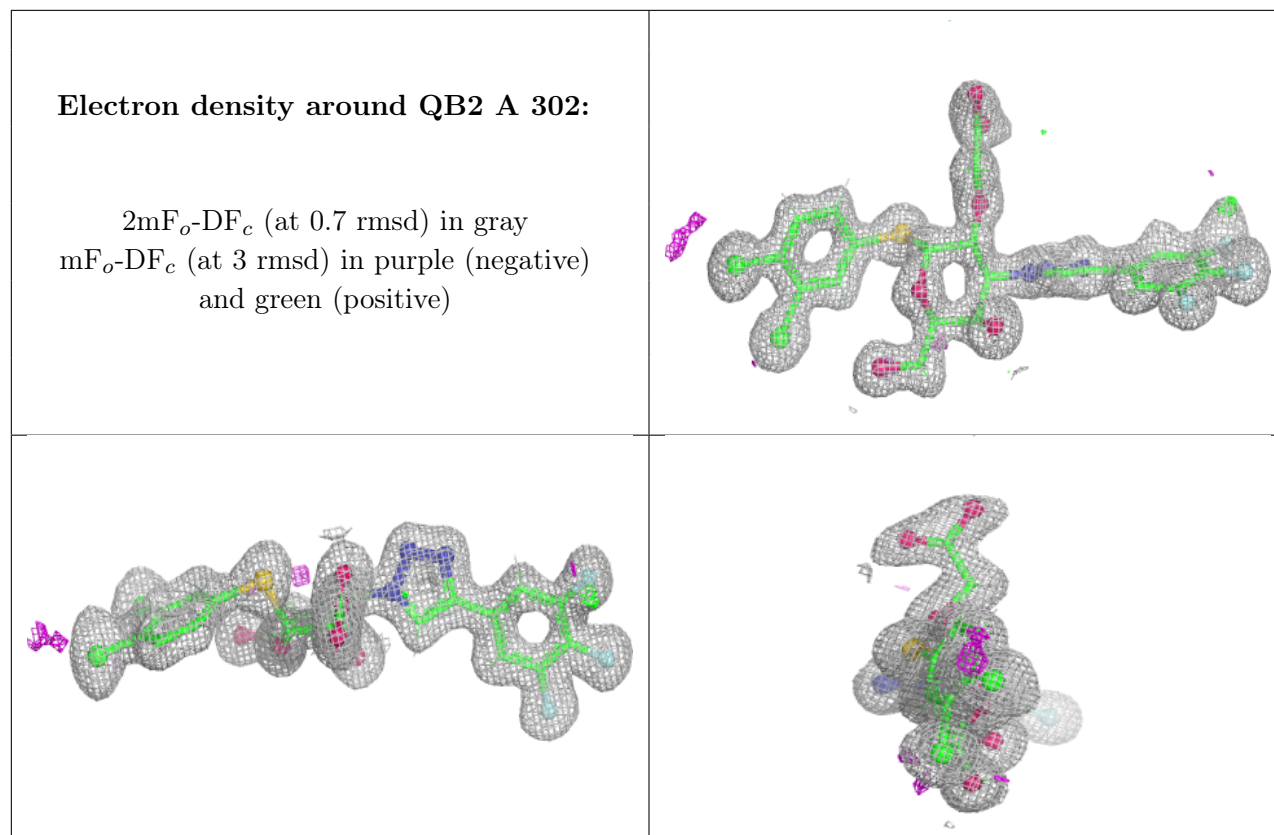 Electron density around QB2 A 302:
2mFo-DFc (at 0.7 rmsd) in gray
mFo-DFc (at 3 rmsd) in purple (negative)
and green (positive)